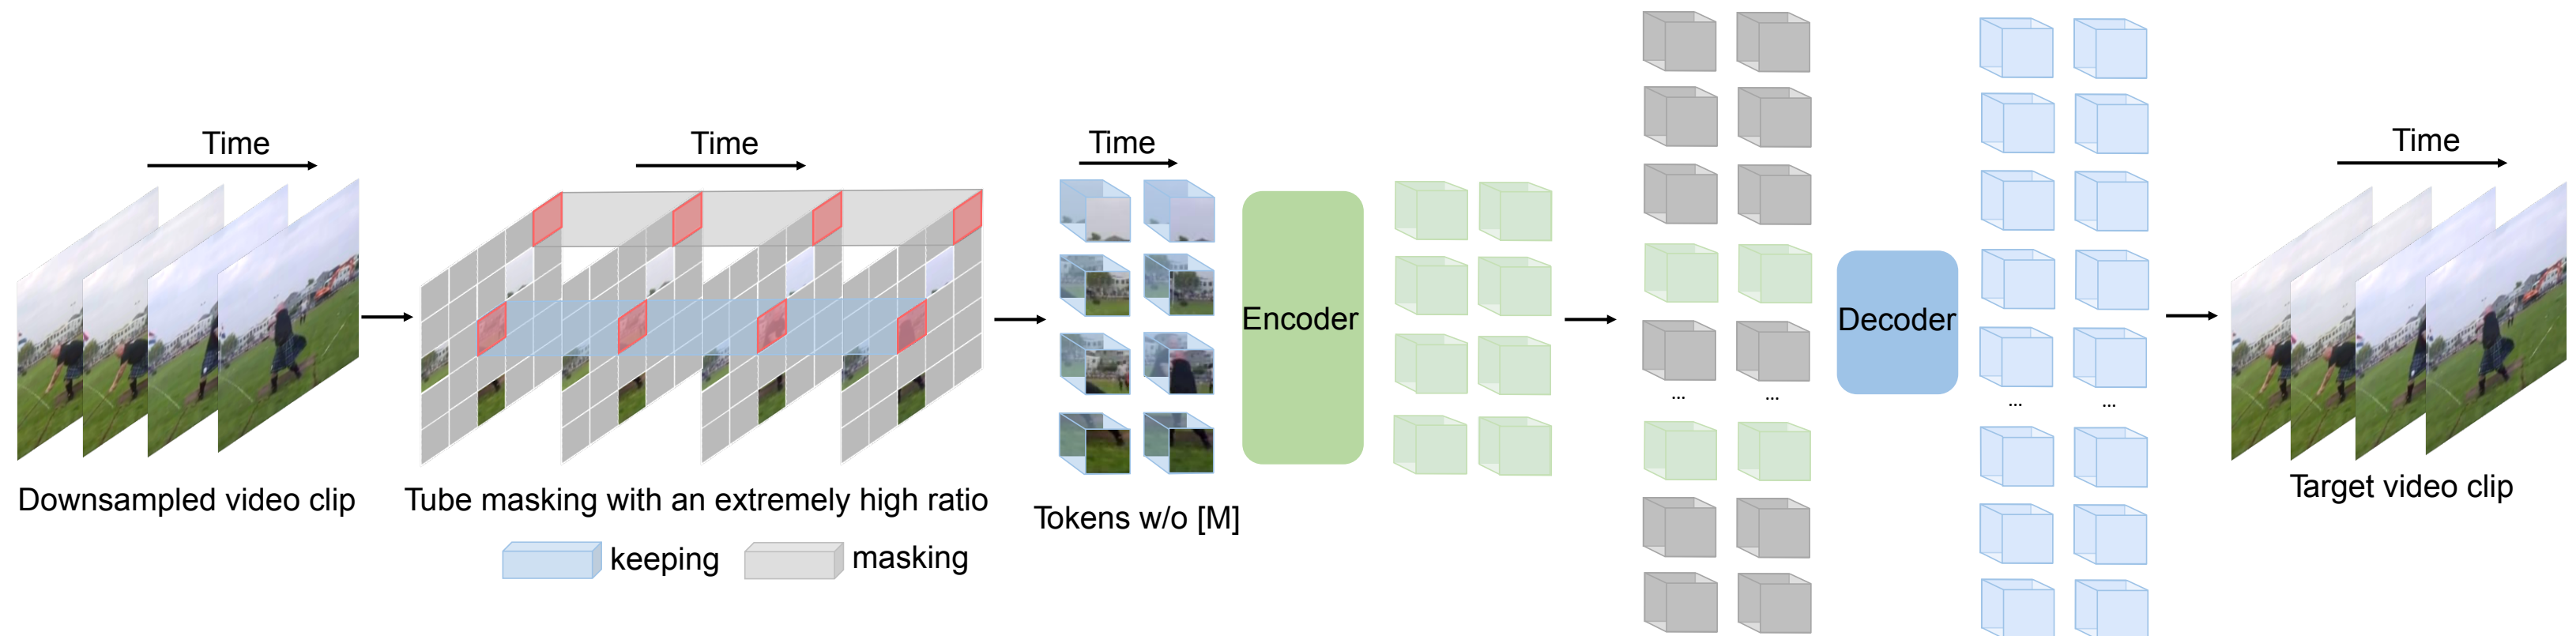 Time
Time
Time
Time
Encoder
Decoder
...
...
...
...
Downsampled video clip
Tube masking with an extremely high ratio
Tokens w/o [M]
Target video clip
keeping
masking